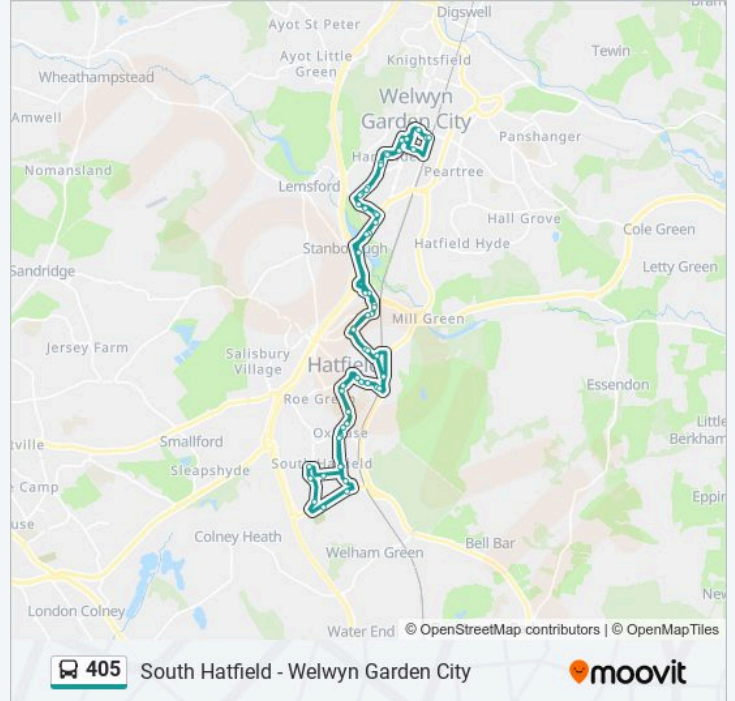 Digswell
Ayot St Peter
Ayot Little
Green
Knightsfield
Tewin
Wheathampstead
Welwyn
Garden City
Amwell
Panshanger
Peartree
Nomansland
Lemsford
Hall Grove
Cole Green
Stanborough
Hatfield Hyde
Sandridge
Letty Green
Mill Green
Jersey Farm
Salisbury
Village
Hatfield
Essendon
Roe Green
Little
Berkham
Smallford
South Hatfield
Sleapshyde
Camp
Colney Heath
Bell Bar
Welham Green
London Colney
Water End
© OpenStreetMap contributors | © OpenMapTiles
405 South Hatfield - Welwyn Garden City
moovit